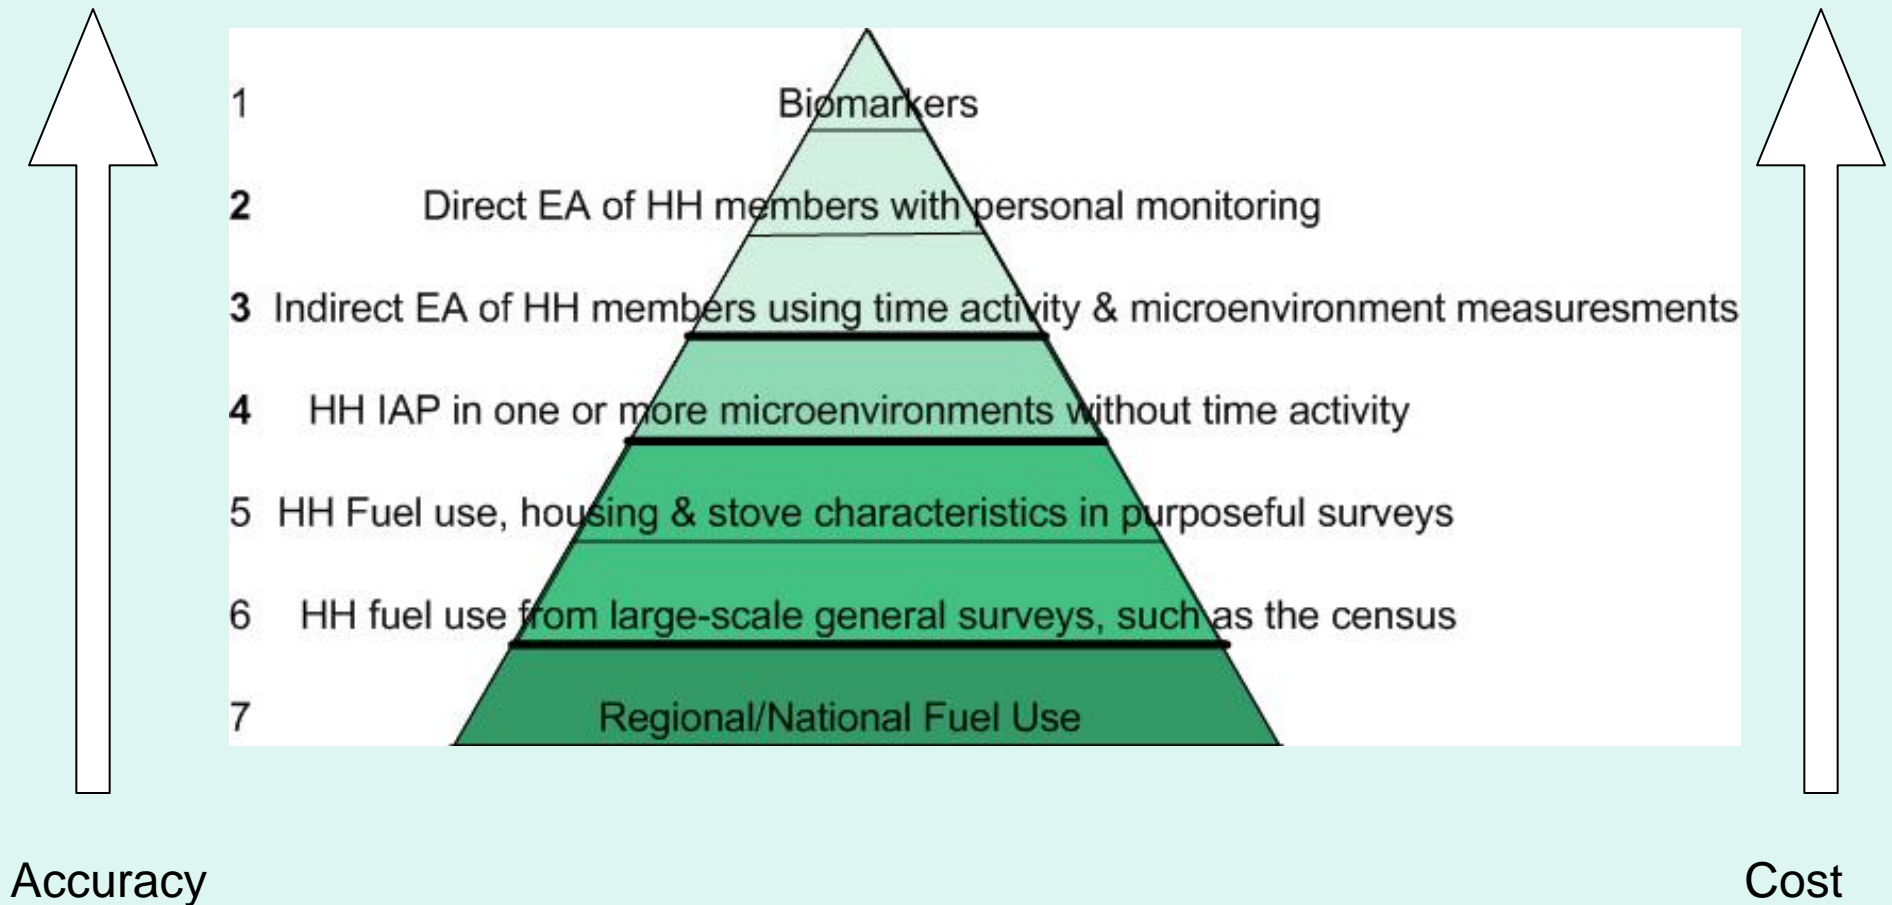 1 Biomarkers
2 Direct EA of HH members with personal monitoring
3 Indirect EA of HH members using time activity & microenvironment measuresments
4 HH IAP in one or more microenvironments without time activity
5 HH Fuel use, housing & stove characteristics in purposeful surveys
6 HH fuel use from large-scale general surveys, such as the census
7 Regional/National Fuel Use
Accuracy
Cost